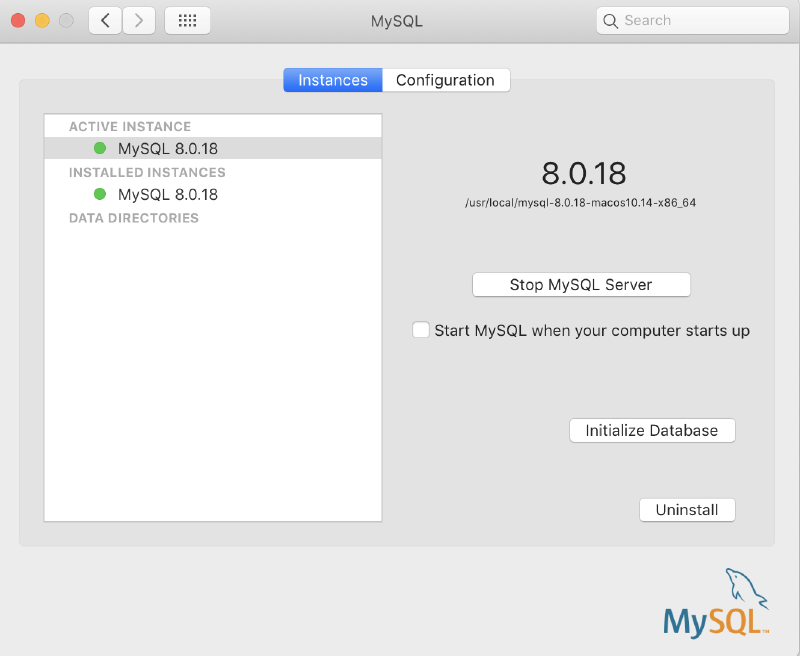 MySQL
Search
Instances
Configuration
ACTIVE INSTANCE
MySQL 8.0.18
INSTALLED INSTANCES
MySQL 8.0.18
DATA DIRECTORIES
8.0.18
/usr/local/mysql-8.0.18-macos10.14-x86_64
Stop MySQL Server
Start MySQL when your computer starts up
Initialize Database
Uninstall
MySQL™